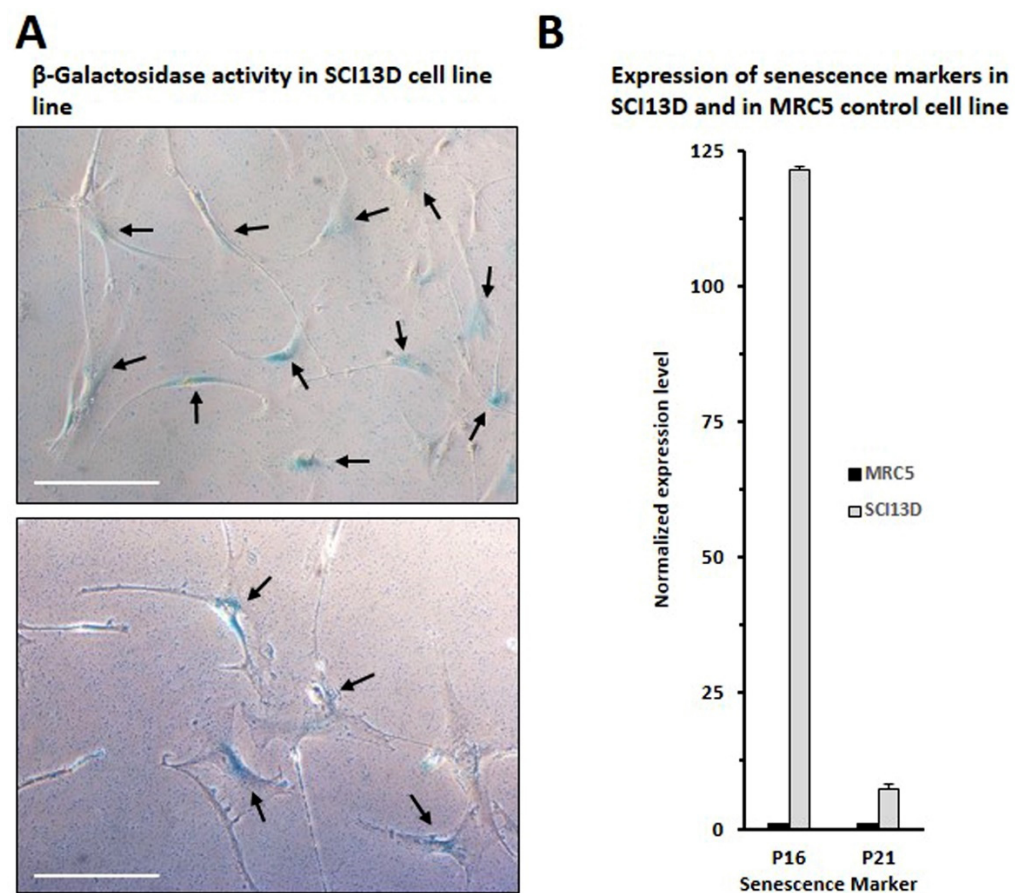 A
β-Galactosidase activity in SCI13D cell line
line
B
Expression of senescence markers in
SCI13D and in MRC5 control cell line
Normalized expression level
125
100
75
50
25
0
MRC5
SCI13D
P16 P21
Senescence Marker